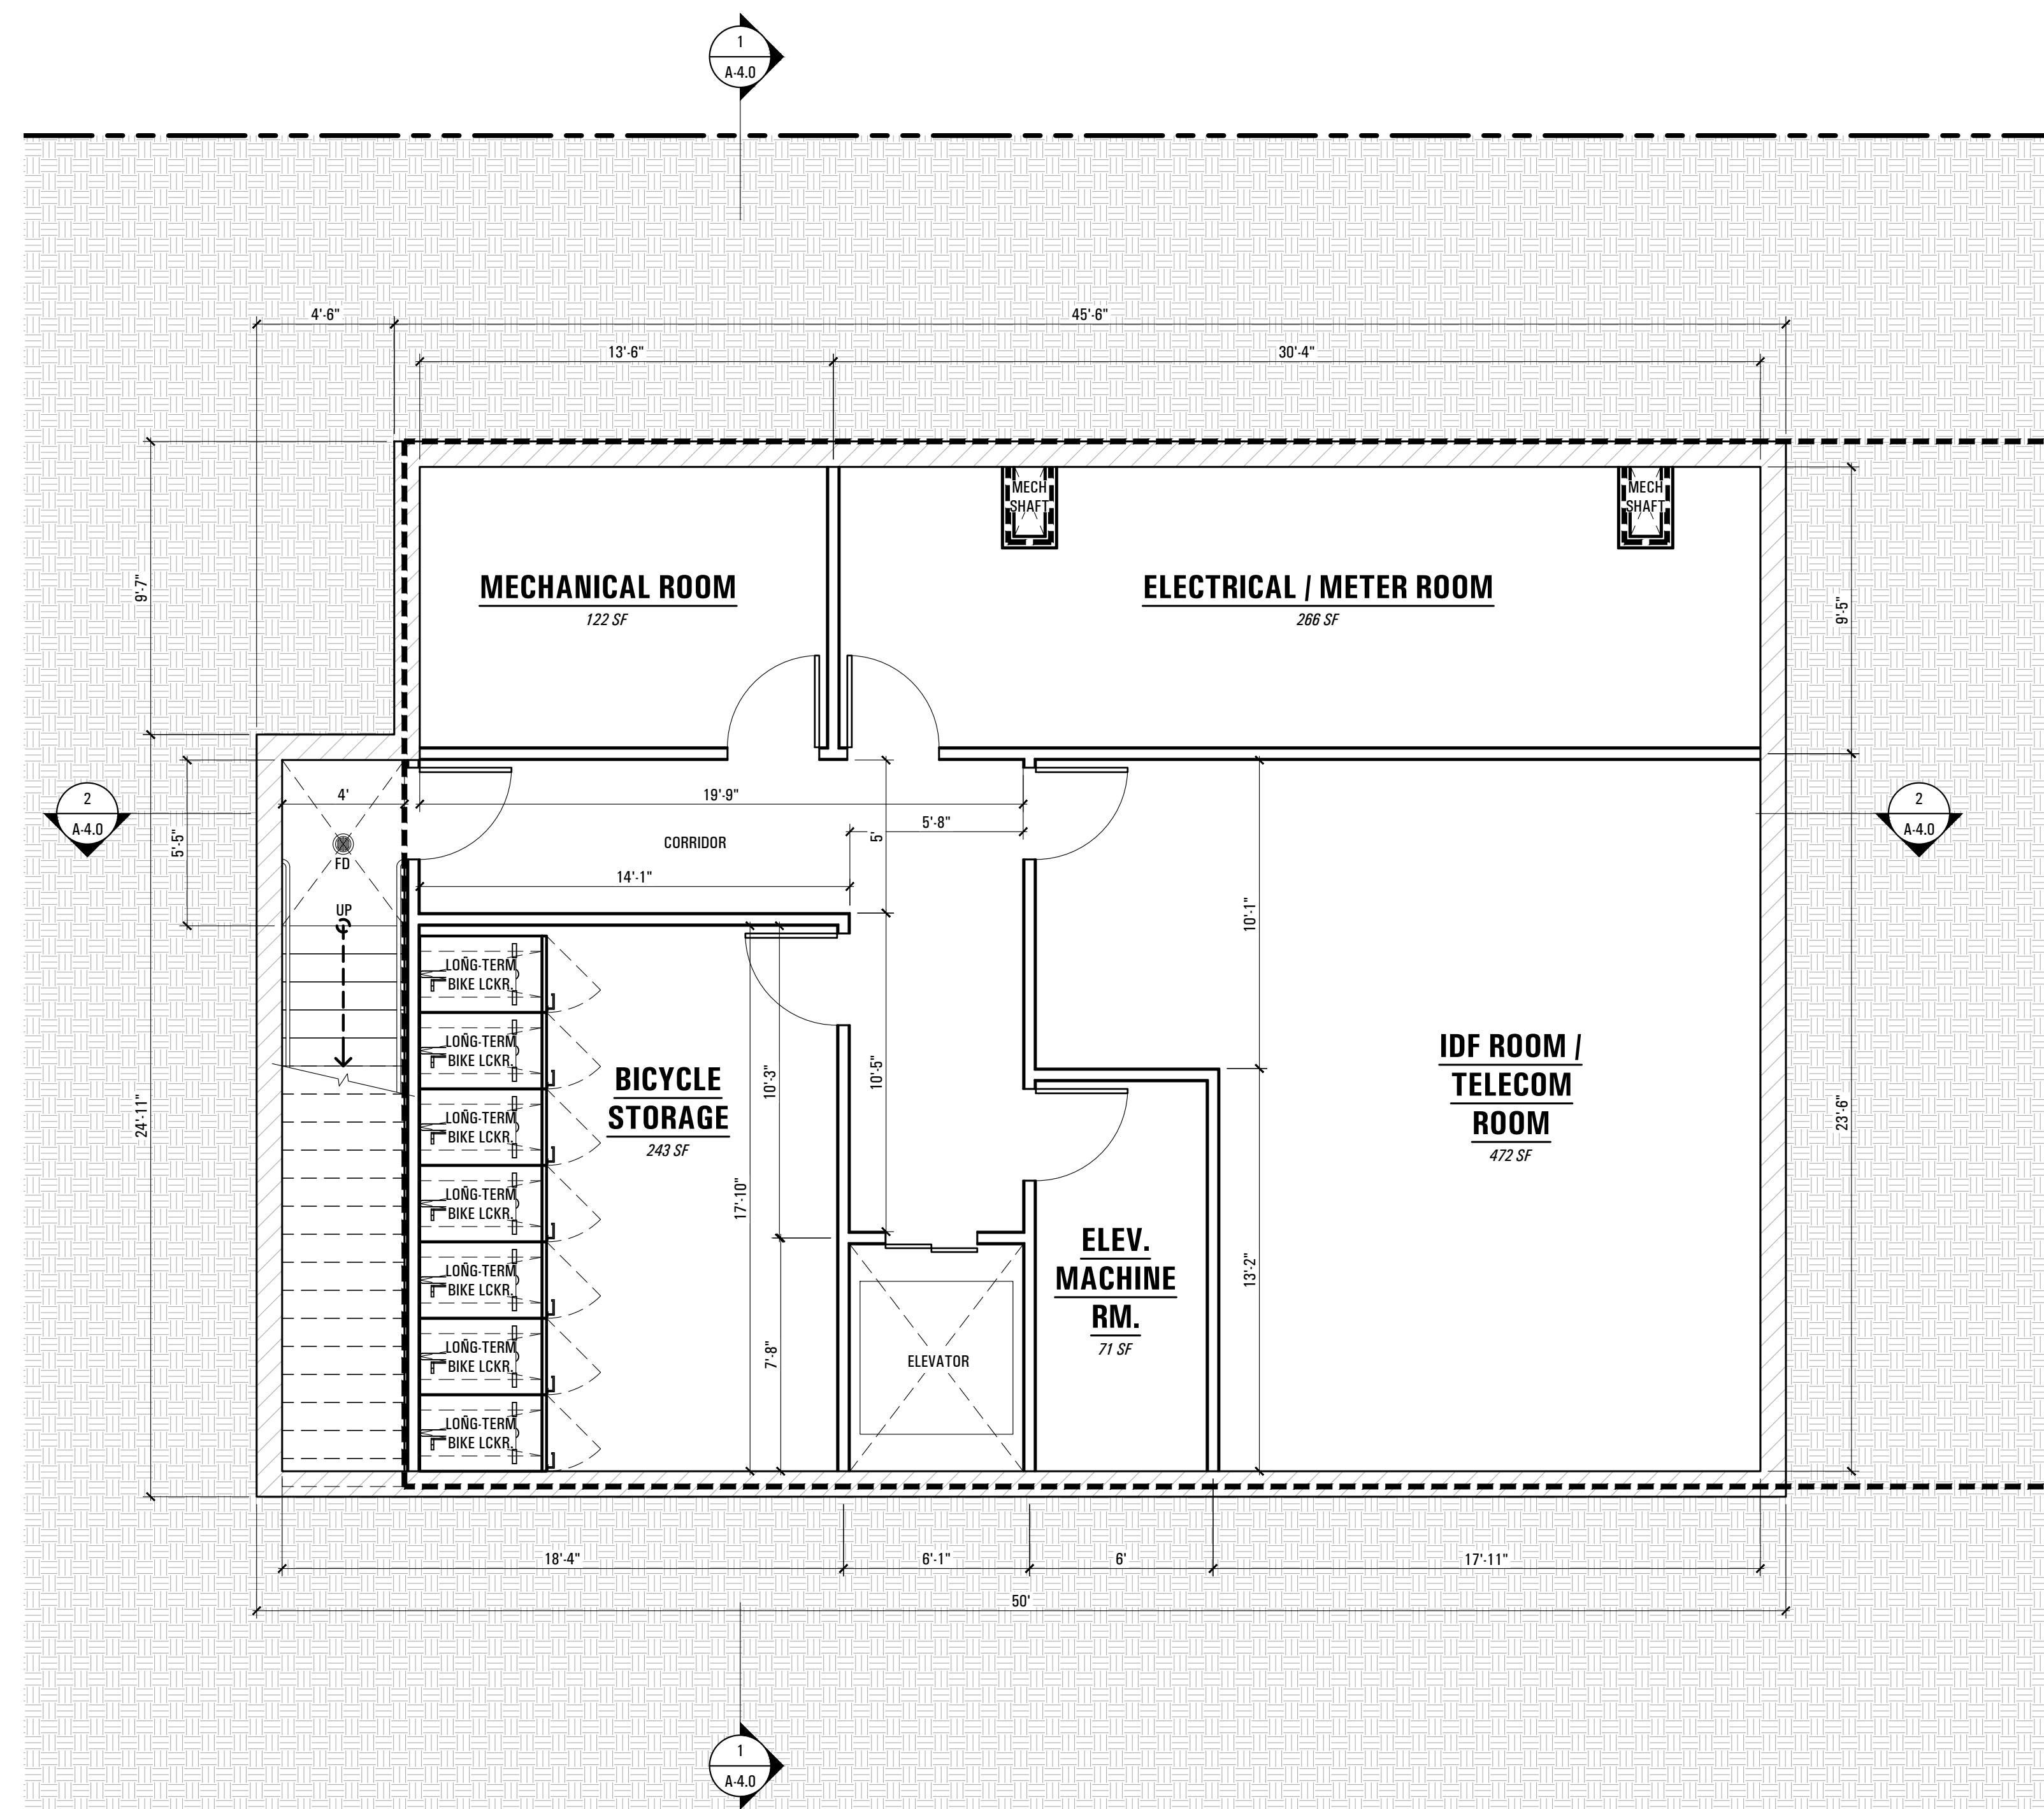 1
A-4.0
4'-6"
45'-6"
13'-6"
30'-4"
MECH
SHAFT
MECH
SHAFT
MECHANICAL ROOM
122 SF
ELECTRICAL / METER ROOM
266 SF
9'-7"
9'-5"
2
A-4.0
4'
19'-9"
5'-8"
5'
2
A-4.0
5'-5"
FD
CORRIDOR
14'-1"
UP
10'-1"
LONG-TERM
BIKE LCKR.
LONG-TERM
BIKE LCKR.
LONG-TERM
BIKE LCKR.
LONG-TERM
BIKE LCKR.
LONG-TERM
BIKE LCKR.
LONG-TERM
BIKE LCKR.
LONG-TERM
BIKE LCKR.
BICYCLE
STORAGE
243 SF
10'-3"
10'-5"
17'-10"
7'-8"
24'-11"
IDF ROOM /
TELECOM
ROOM
472 SF
23'-6"
ELEV.
MACHINE
RM.
71 SF
13'-2"
ELEVATOR
18'-4"
6'-1"
6'
17'-11"
50'
1
A-4.0